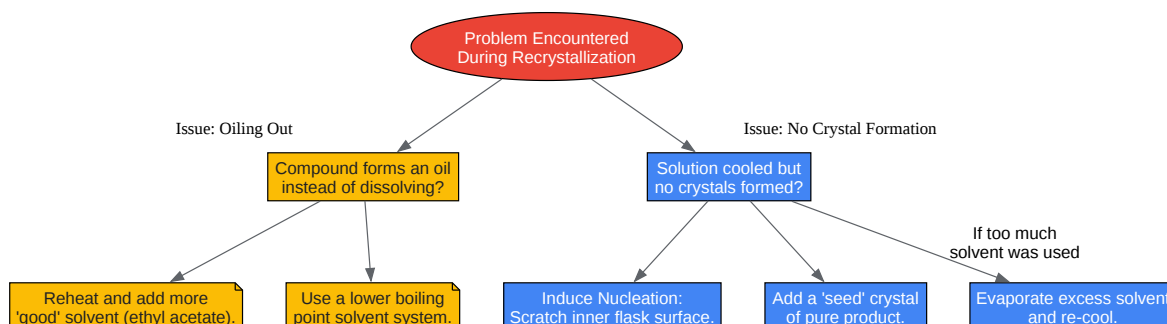 Problem Encountered
During Recrystallization
Issue: Oiling Out
Issue: No Crystal Formation
Compound forms an oil
instead of dissolving?
Solution cooled but
no crystals formed?
If too much
solvent was used
Reheat and add more
'good' solvent (ethyl acetate).
Use a lower boiling
point solvent system.
Induce Nucleation:
Scratch inner flask surface.
Add a 'seed' crystal
of pure product.
Evaporate excess solvent
and re-cool.